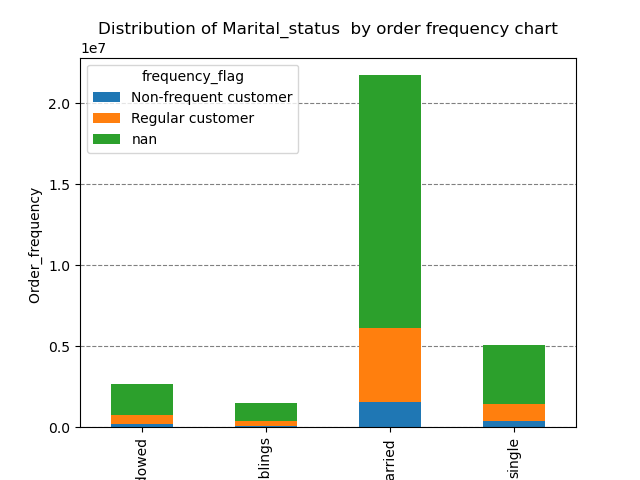 Distribution of Marital_status  by order frequency chart
1e7
frequency_flag
Non-frequent customer
Regular customer
nan
2.0
1.5
1.0
0.5
0.0
Order_frequency
dowed
blings
arried
single